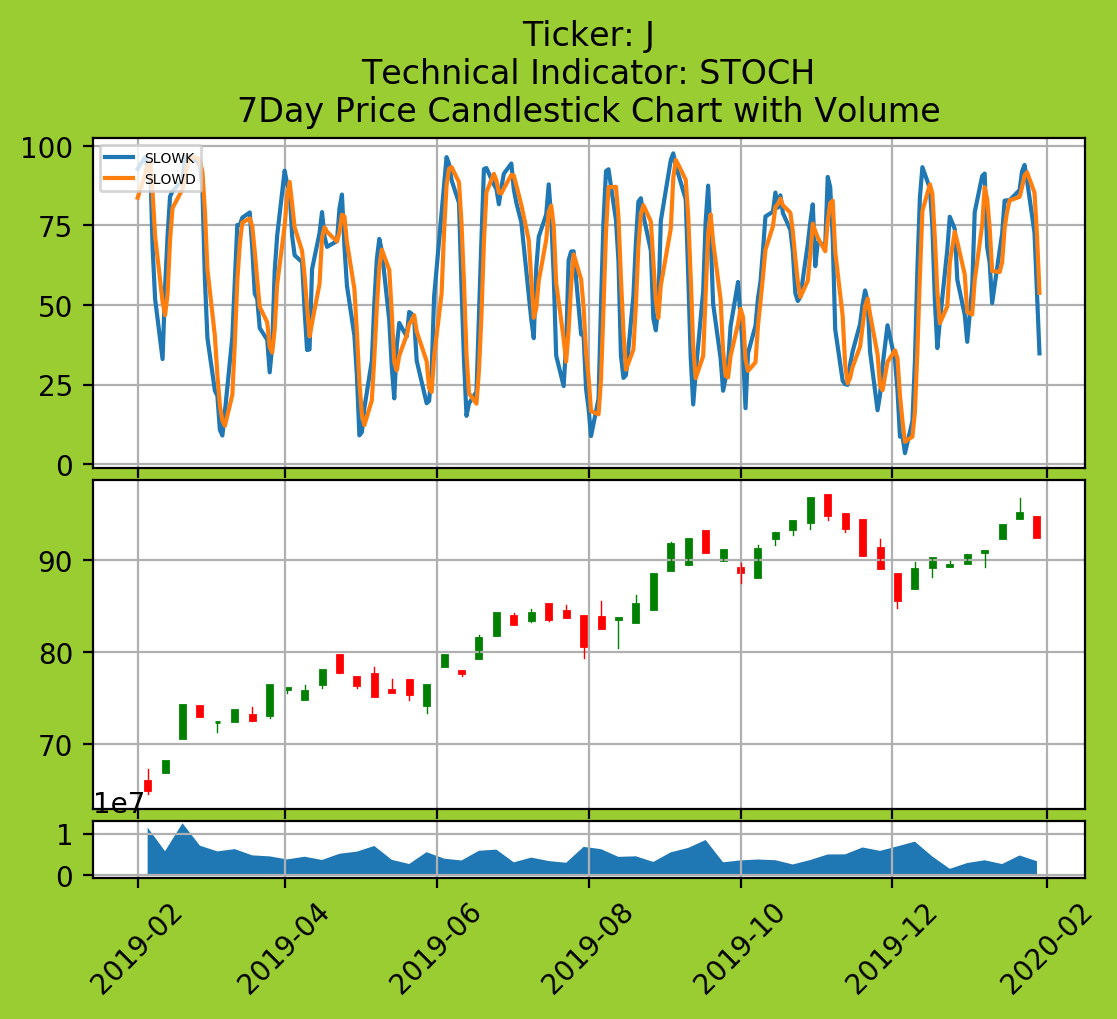 Ticker: J
Technical Indicator: STOCH
7Day Price Candlestick Chart with Volume
100
75
50
25
0
SLOWK
SLOWD
90
80
70
1e7
1
0
2019-02
2019-04
2019-06
2019-08
2019-10
2019-12
2020-02